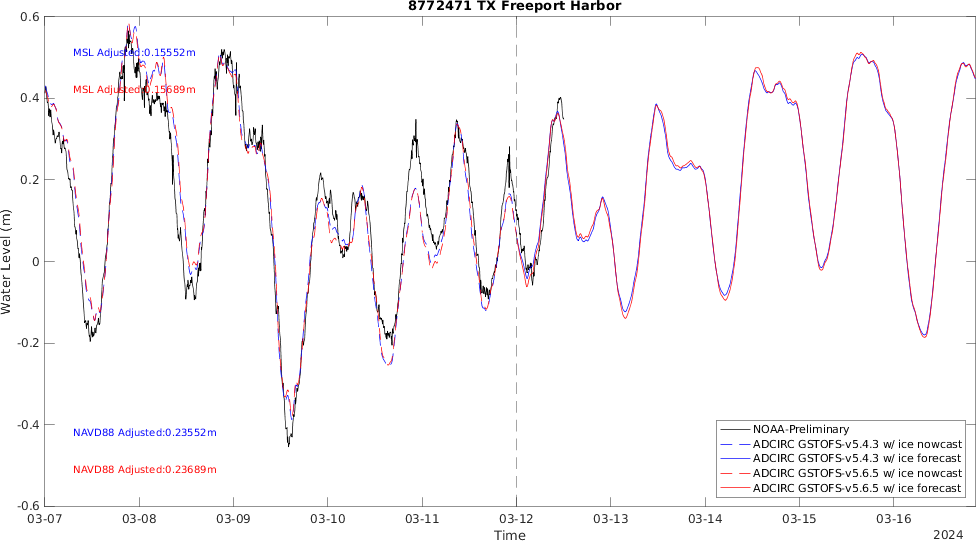 8772471 TX Freeport Harbor
MSL Adjusted:0.15552m
MSL Adjusted:0.15689m
NAVD88 Adjusted:0.23552m
NAVD88 Adjusted:0.23689m
Water Level (m)
0.6
0.4
0.2
0
-0.2
-0.4
-0.6
NOAA-Preliminary
ADCIRC GSTOFS-v5.4.3 w/ ice nowcast
ADCIRC GSTOFS-v5.4.3 w/ ice forecast
ADCIRC GSTOFS-v5.6.5 w/ ice nowcast
ADCIRC GSTOFS-v5.6.5 w/ ice forecast
03-07 03-08 03-09 03-10 03-11 03-12 03-13 03-14 03-15 03-16
Time
2024